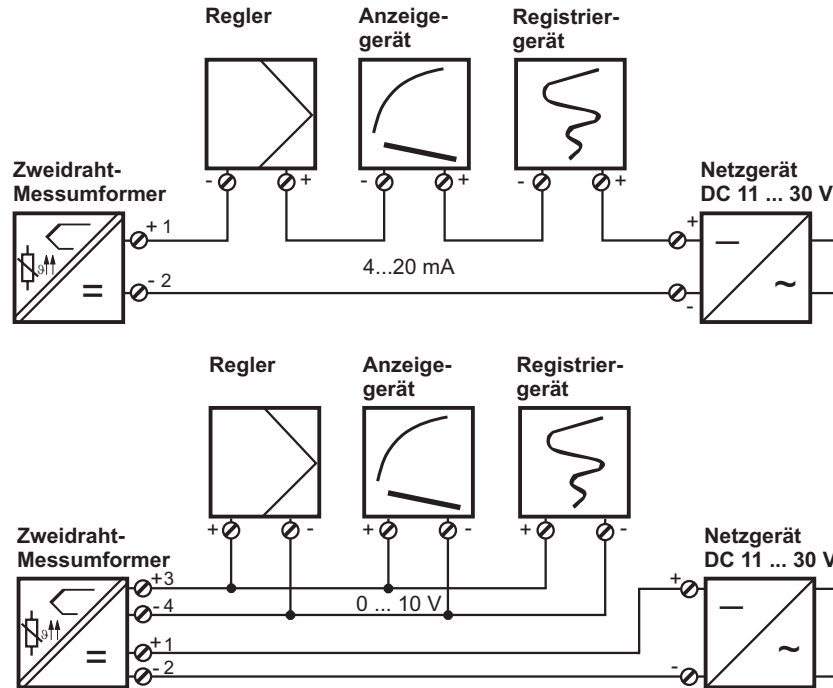 Regler
Anzeige-
gerät
Registrier-
gerät
Zweidraht-
Messumformer
Netzgerät
DC 11 ... 30 V
- + - + - +
+ 1
+
ϑ
=
4...20 mA
- 2
-
~
Regler
Anzeige-
gerät
Registrier-
gerät
Zweidraht-
Messumformer
Netzgerät
DC 11 ... 30 V
+ - + - + -
+3
+
- 4
0 ... 10 V
ϑ
+1
=
- 2
-
~